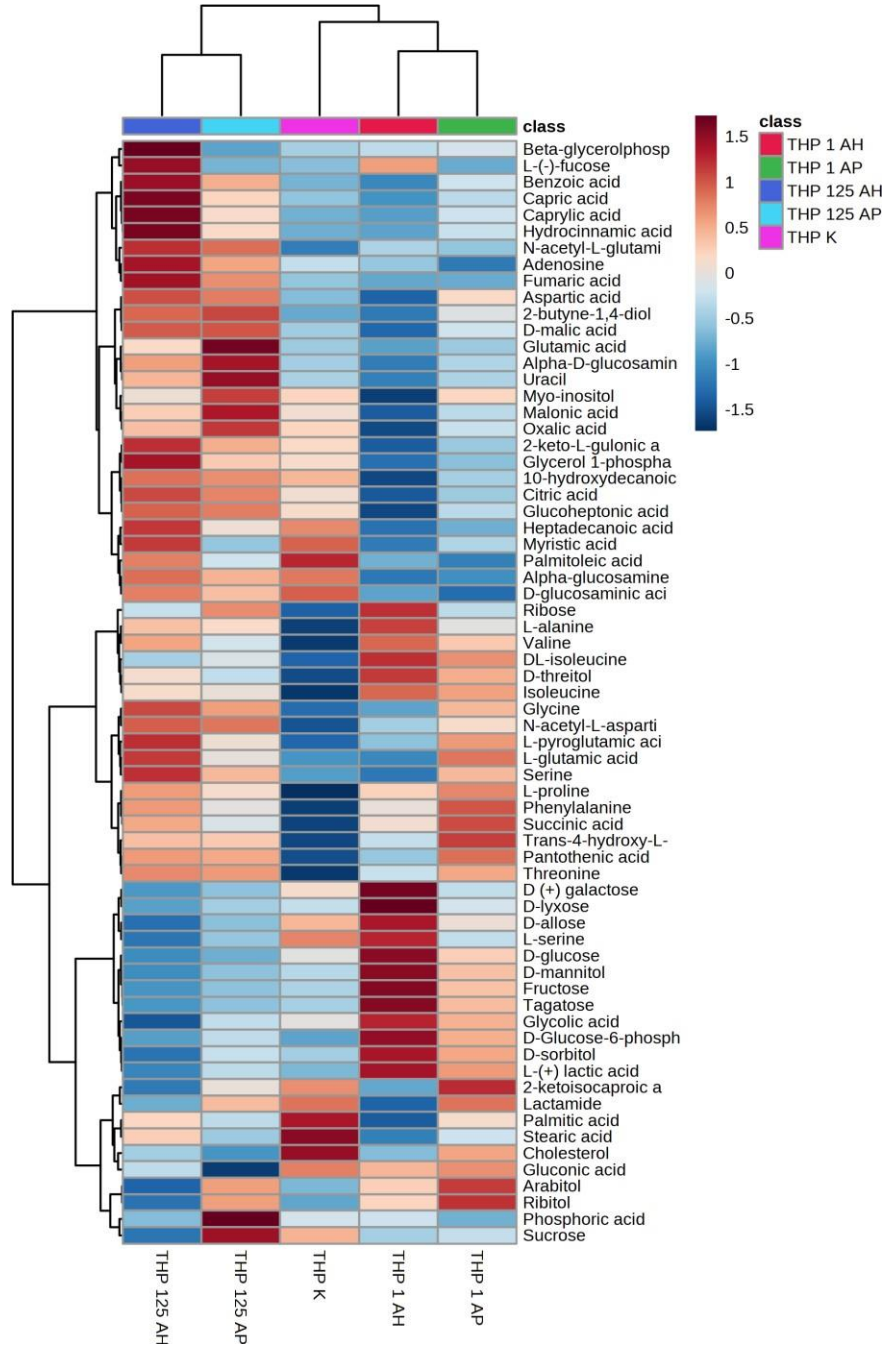 class
Beta-glycerolphosp
L-(-)-fucose
Benzoic acid
Capric acid
Caprylic acid
Hydrocinnamic acid
N-acetyl-L-glutami
Adenosine
Fumaric acid
Aspartic acid
2-butyne-1,4-diol
D-malic acid
Glutamic acid
Alpha-D-glucosamin
Uracil
Myo-inositol
Malonic acid
Oxalic acid
2-keto-L-gulonic a
Glycerol 1-phospha
10-hydroxydecanoic
Citric acid
Glucoheptonic acid
Heptadecanoic acid
Myristic acid
Palmitoleic acid
Alpha-glucosamine
D-glucosaminic aci
Ribose
L-alanine
Valine
DL-isoleucine
D-threitol
Isoleucine
Glycine
N-acetyl-L-asparti
L-pyroglutamic aci
L-glutamic acid
Serine
L-proline
Phenylalanine
Succinic acid
Trans-4-hydroxy-L-
Pantothenic acid
Threonine
D (+) galactose
D-lyxose
D-allose
L-serine
D-glucose
D-mannitol
Fructose
Tagatose
Glycolic acid
D-Glucose-6-phosph
D-sorbitol
L-(+) lactic acid
2-ketoisocaproic a
Lactamide
Palmitic acid
Stearic acid
Cholesterol
Gluconic acid
Arabitol
Ribitol
Phosphoric acid
Sucrose
THP 125 AH
THP 125 AP
THP K
THP 1 AH
THP 1 AP
1.5
1
0.5
0
-0.5
-1
-1.5
class
THP 1 AH
THP 1 AP
THP 125 AH
THP 125 AP
THP K